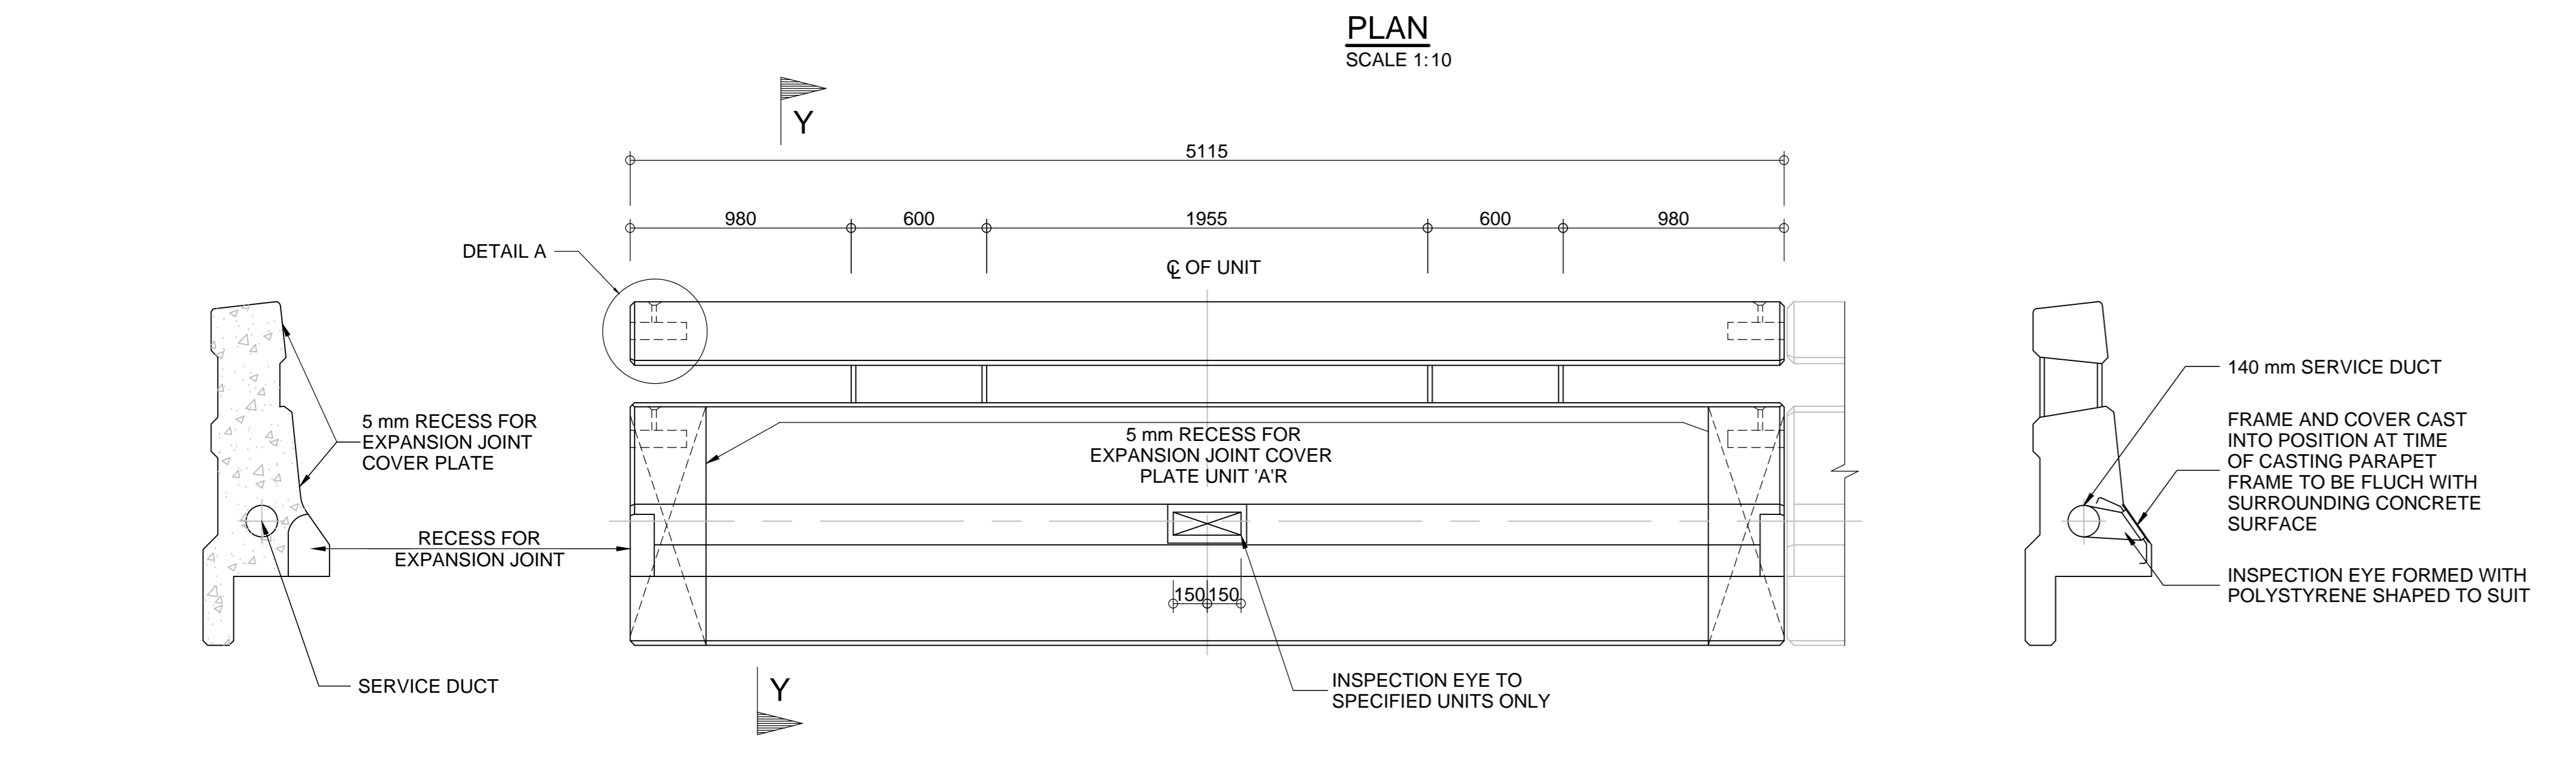 PLAN
SCALE 1:10
Y
5115
980
600
1955
600
980
DETAIL A
℄ OF UNIT
5 mm RECESS FOR
EXPANSION JOINT
COVER PLATE
5 mm RECESS FOR
EXPANSION JOINT COVER
PLATE UNIT 'A'R
RECESS FOR
EXPANSION JOINT
150
150
SERVICE DUCT
Y
INSPECTION EYE TO
SPECIFIED UNITS ONLY
140 mm SERVICE DUCT
FRAME AND COVER CAST
INTO POSITION AT TIME
OF CASTING PARAPET
FRAME TO BE FLUCH WITH
SURROUNDING CONCRETE
SURFACE
INSPECTION EYE FORMED WITH
POLYSTYRENE SHAPED TO SUIT